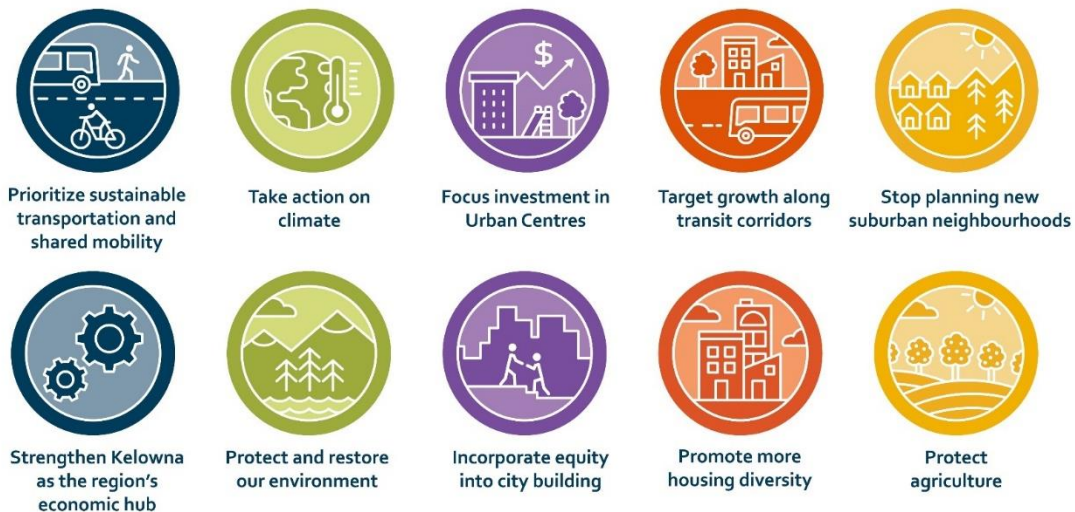 $
Prioritize sustainable
transportation and
shared mobility
Take action on
climate
Focus investment in
Urban Centres
Target growth along
transit corridors
Stop planning new
suburban neighbourhoods
Strengthen Kelowna
as the region's
economic hub
Protect and restore
our environment
Incorporate equity
into city building
Promote more
housing diversity
Protect
agriculture